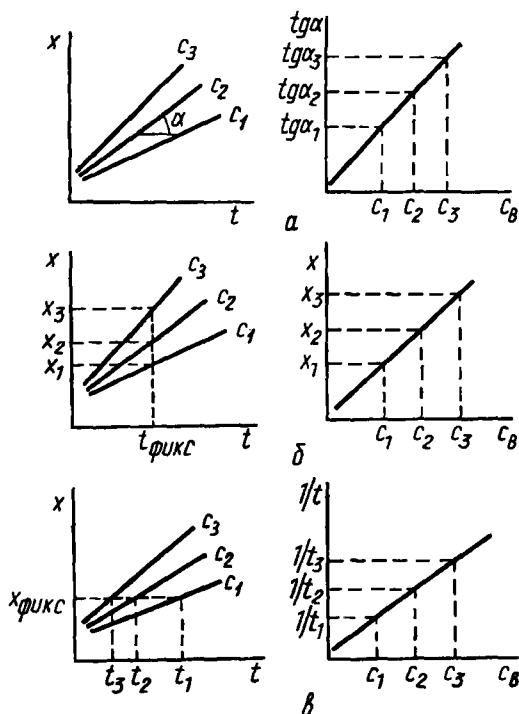 x
c₃
c₂
α
c₁
t
tgα
tgα₃
tgα₂
tgα₁
c₁ c₂ c₃ cв
а
x
c₃
x₃
c₂
x₂
c₁
x₁
tфикс t
x
x₃
x₂
x₁
c₁ c₂ c₃ cв
б
x
c₃
c₂
xфикс
c₁
t₃ t₂ t₁ t
1/t
1/t₃
1/t₂
1/t₁
c₁ c₂ c₃ cв
в